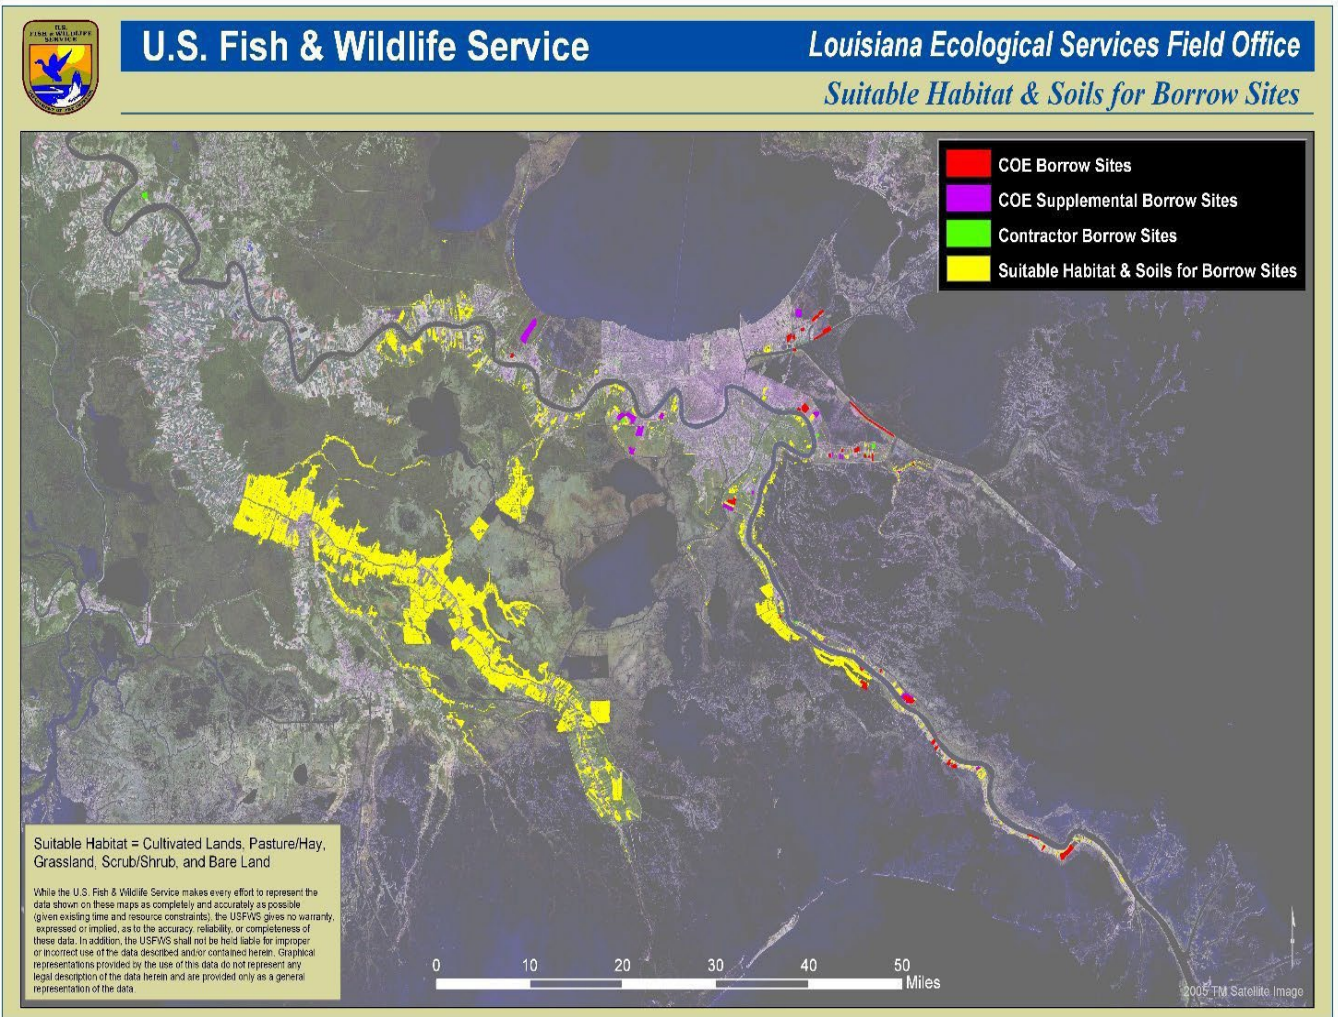 U.S.
FISH & WILDLIFE
SERVICE
U.S. Fish & Wildlife Service
Louisiana Ecological Services Field Office
Suitable Habitat & Soils for Borrow Sites
COE Borrow Sites
COE Supplemental Borrow Sites
Contractor Borrow Sites
Suitable Habitat & Soils for Borrow Sites
Suitable Habitat = Cultivated Lands, Pasture/Hay,
Grassland, Scrub/Shrub, and Bare Land
While the U.S. Fish & Wildlife Service makes every effort to represent the
data shown on these maps as completely and accurately as possible
(given existing time and resource constraints), the USFWS gives no warranty,
expressed or implied, as to the accuracy, reliability, or completeness of
these data. In addition, the USFWS shall not be held liable for improper
or incorrect use of the data described and/or contained herein. Graphical
representations provided by the use of this data do not represent any
legal description of the data herein and are provided only as a general
representation of the data.
0 10 20 30 40 50
Miles
2005 TM Satellite Image